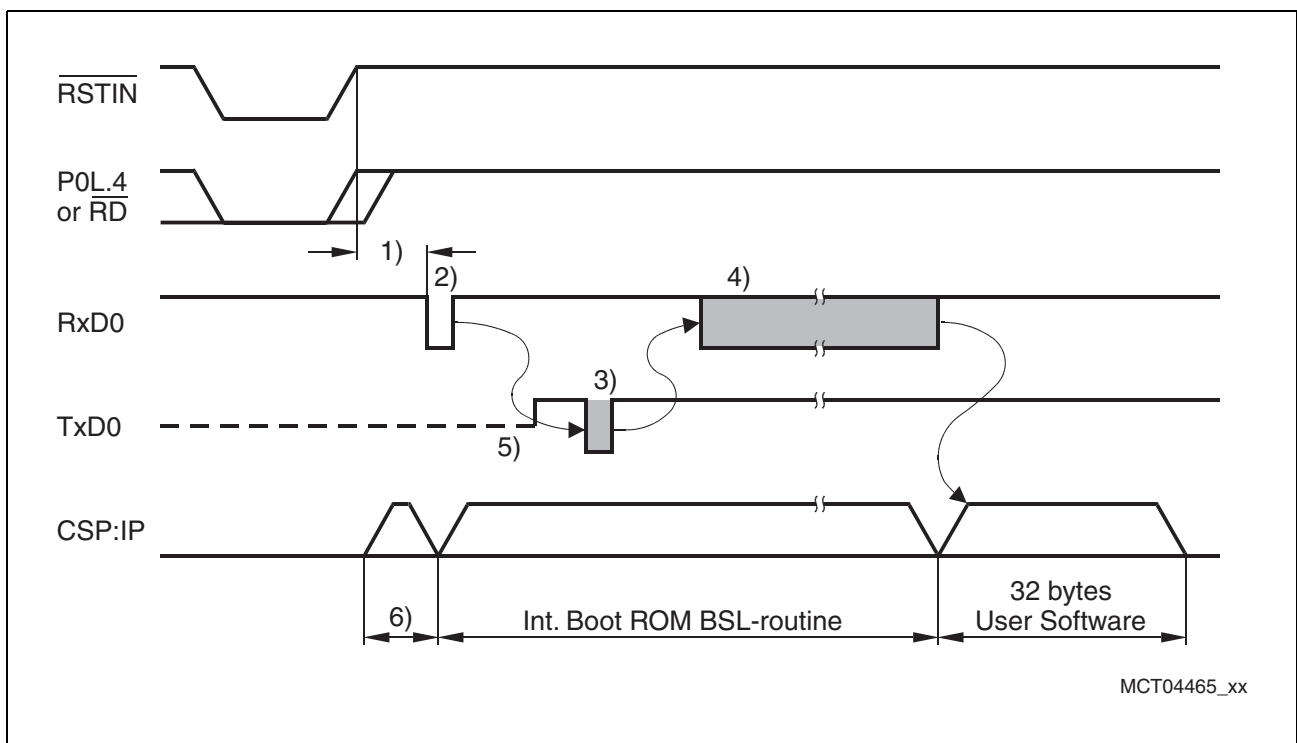 RSTIN
P0L.4
or RD
1)
2)
4)
RxD0
3)
TxD0
5)
CSP:IP
6)
Int. Boot ROM BSL-routine
32 bytes
User Software
MCT04465_xx